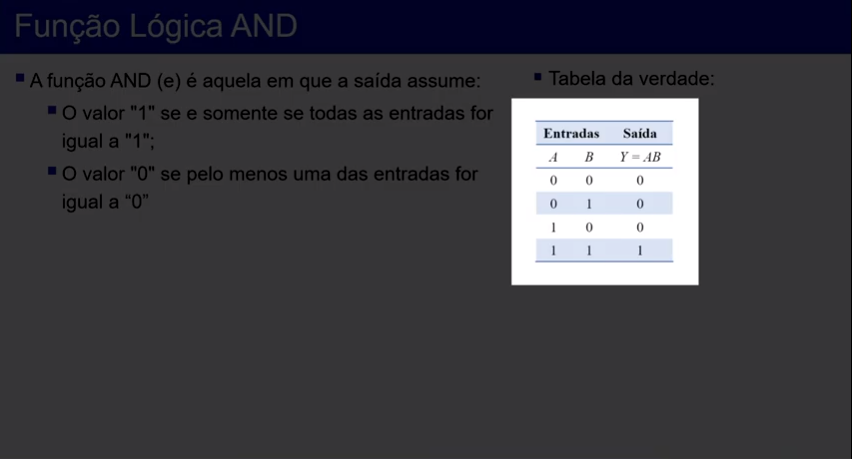 Função Lógica AND
A função AND (e) é aquela em que a saída assume:
O valor "1" se e somente se todas as entradas for
igual a "1";
O valor "0" se pelo menos uma das entradas for
igual a “0”
Tabela da verdade:
Entradas Saída
A B Y = AB
0 0 0
0 1 0
1 0 0
1 1 1